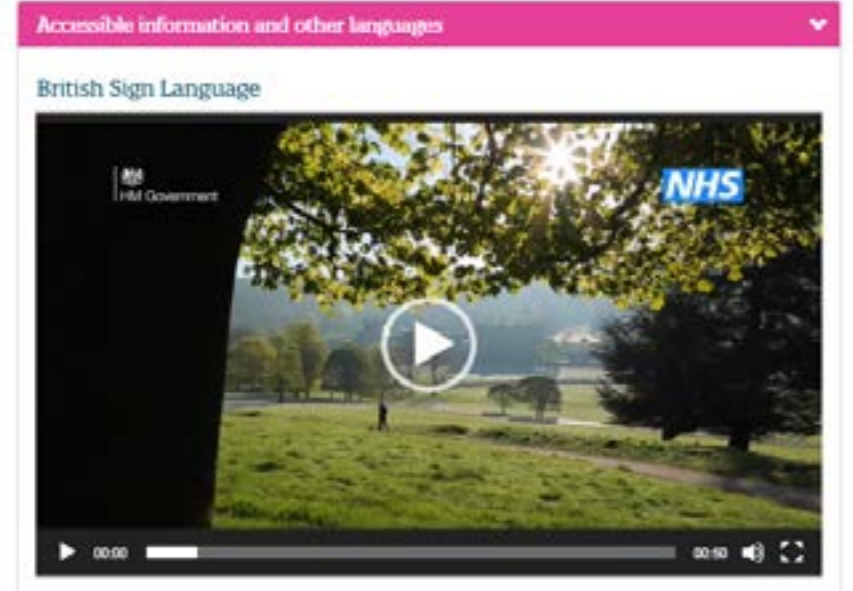 Accessible information and other languages
British Sign Language
HM Government
NHS
00:00
00:50